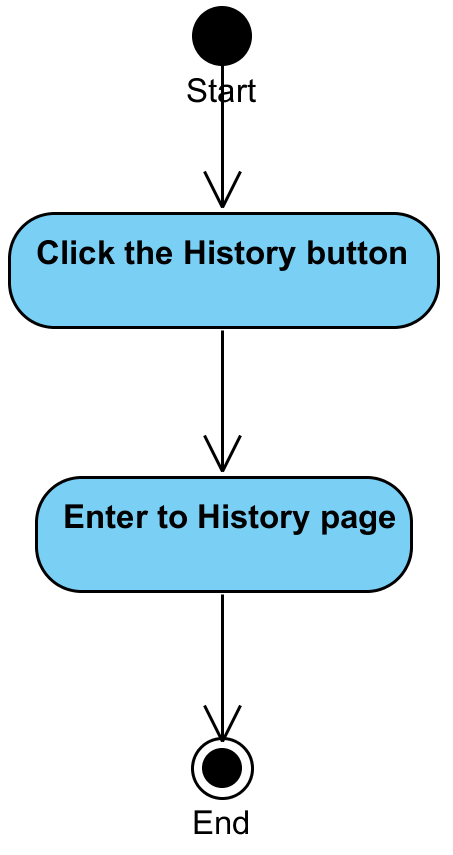 Start
Click the History button
Enter to History page
End